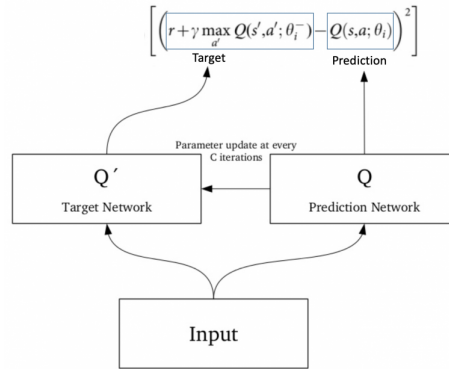 [(r + γ max_{a'} Q(s',a'; θ_i^-) − Q(s,a; θ_i))^2]
Target Prediction
Parameter update at every
C iterations
Q´ Q
Target Network Prediction Network
Input